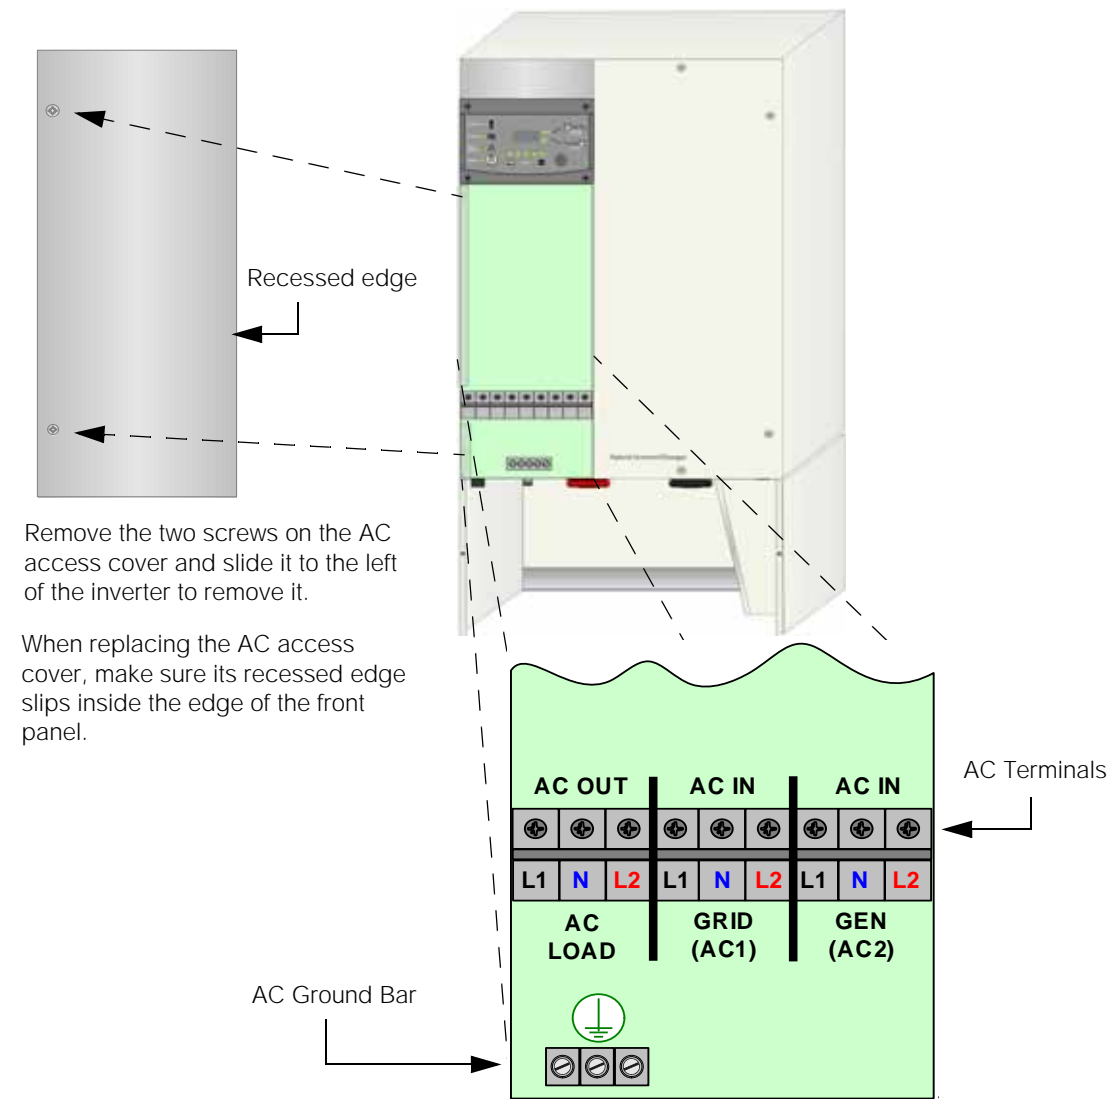 Recessed edge
Remove the two screws on the AC
access cover and slide it to the left
of the inverter to remove it.
When replacing the AC access
cover, make sure its recessed edge
slips inside the edge of the front
panel.
AC Terminals
AC OUT AC IN AC IN
L1 N L2 L1 N L2 L1 N L2
AC
LOAD
GRID
(AC1)
GEN
(AC2)
AC Ground Bar